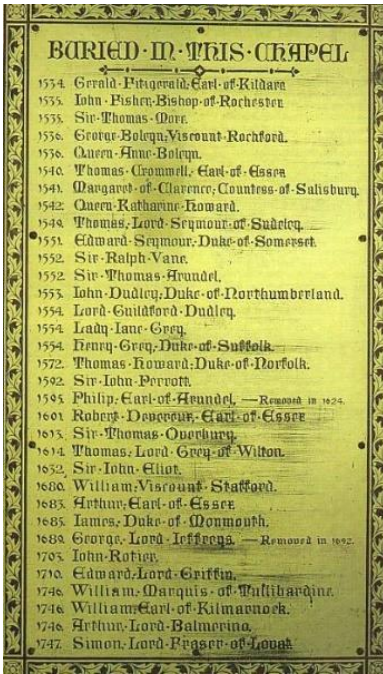 BURIED·IN·THIS·CHAPEL
1534. Gerald·Fitzgerald;Earl·of·Kildare
1535. John·Fisher,Bishop·of·Rochester
1535. Sir·Thomas·More.
1536. George·Boleyn;Viscount·Rochford.
1536. Queen·Anne·Boleyn.
1540. Thomas·Cromwell,·Earl·of·Essex
1541. Margaret·of·Clarence;Countess·of·Salisbury.
1542. Queen·Katharine·Howard.
1549. Thomas,·Lord·Seymour·of·Sudeley.
1551. Edward·Seymour,·Duke·of·Somerset.
1552. Sir·Ralph·Vane.
1552. Sir·Thomas·Arundel.
1553. John·Dudley;Duke·of·Northumberland.
1554. Lord·Guildford·Dudley.
1554. Lady·Jane·Grey.
1554. Henry·Grey,·Duke·of·Suffolk.
1572. Thomas·Howard;·Duke·of·Norfolk.
1592. Sir·John·Perrott.
1595. Philip,·Earl·of·Arundel. —Removed in 1624.
1601. Robert·Devereux,·Earl·of·Essex
1613. Sir·Thomas·Overbury.
1614. Thomas,·Lord·Grey·of·Wilton.
1632. Sir·John·Eliot.
1680. William;·Viscount·Stafford.
1683. Arthur;·Earl·of·Essex
1685. James,·Duke·of·Monmouth.
1689. George,·Lord·Jeffreys. —Removed in 1692.
1703. John·Rotier.
1710. Edward,·Lord·Griffin.
1746. William,·Marquis·of·Tullibardine.
1746. William;Earl·of·Kilmarnock.
1746. Arthur,·Lord·Balmerino.
1747. Simon,·Lord·Fraser·of·Lovat